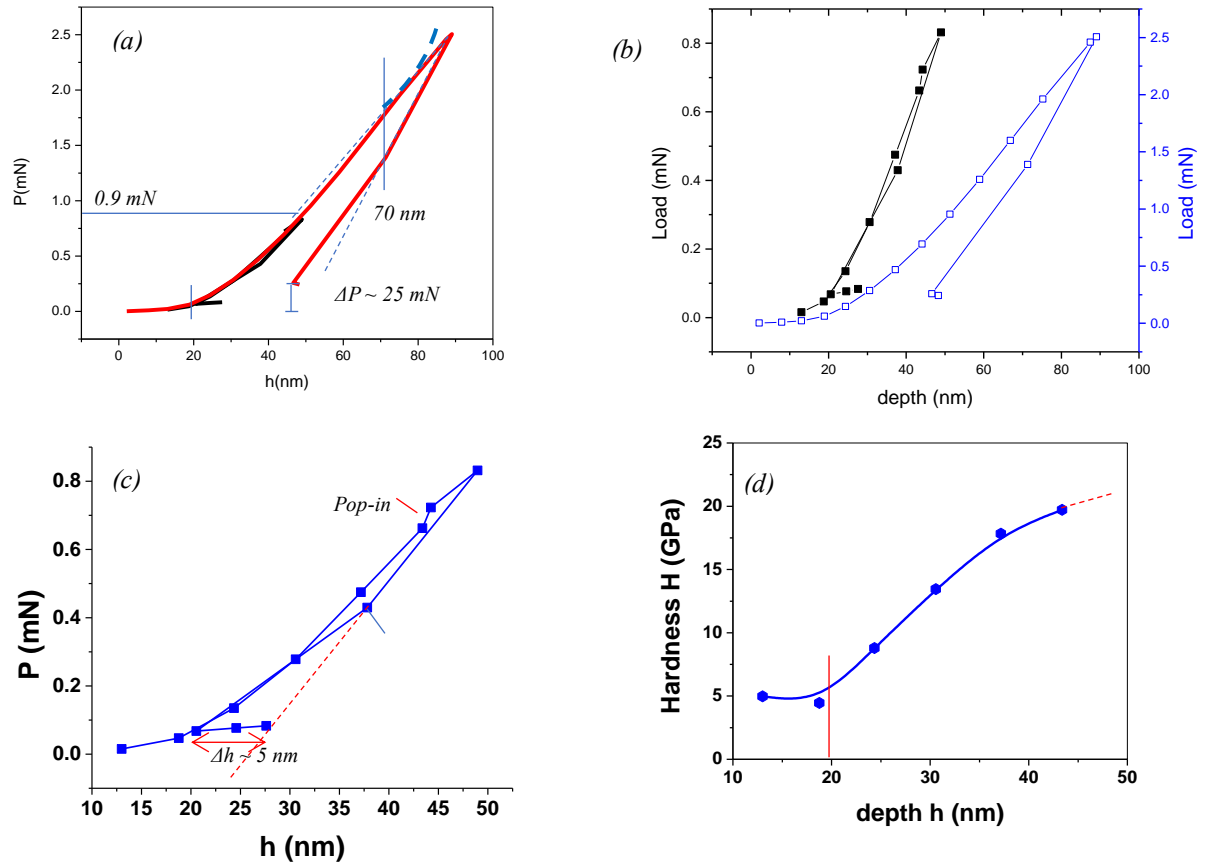 (a)
2.5
2.0
1.5
1.0
0.5
0.0
P(mN)
0.9 mN
70 nm
ΔP ~ 25 mN
0 20 40 60 80 100
h(nm)
(b)
0.8
0.6
0.4
0.2
0.0
Load (mN)
2.5
2.0
1.5
1.0
0.5
0.0
Load (mN)
0 20 40 60 80 100
depth (nm)
(c)
0.8
0.6
0.4
0.2
0.0
P (mN)
Pop-in
Δh ~ 5 nm
10 15 20 25 30 35 40 45 50
h (nm)
(d)
25
20
15
10
5
0
Hardness H (GPa)
10 20 30 40 50
depth h (nm)